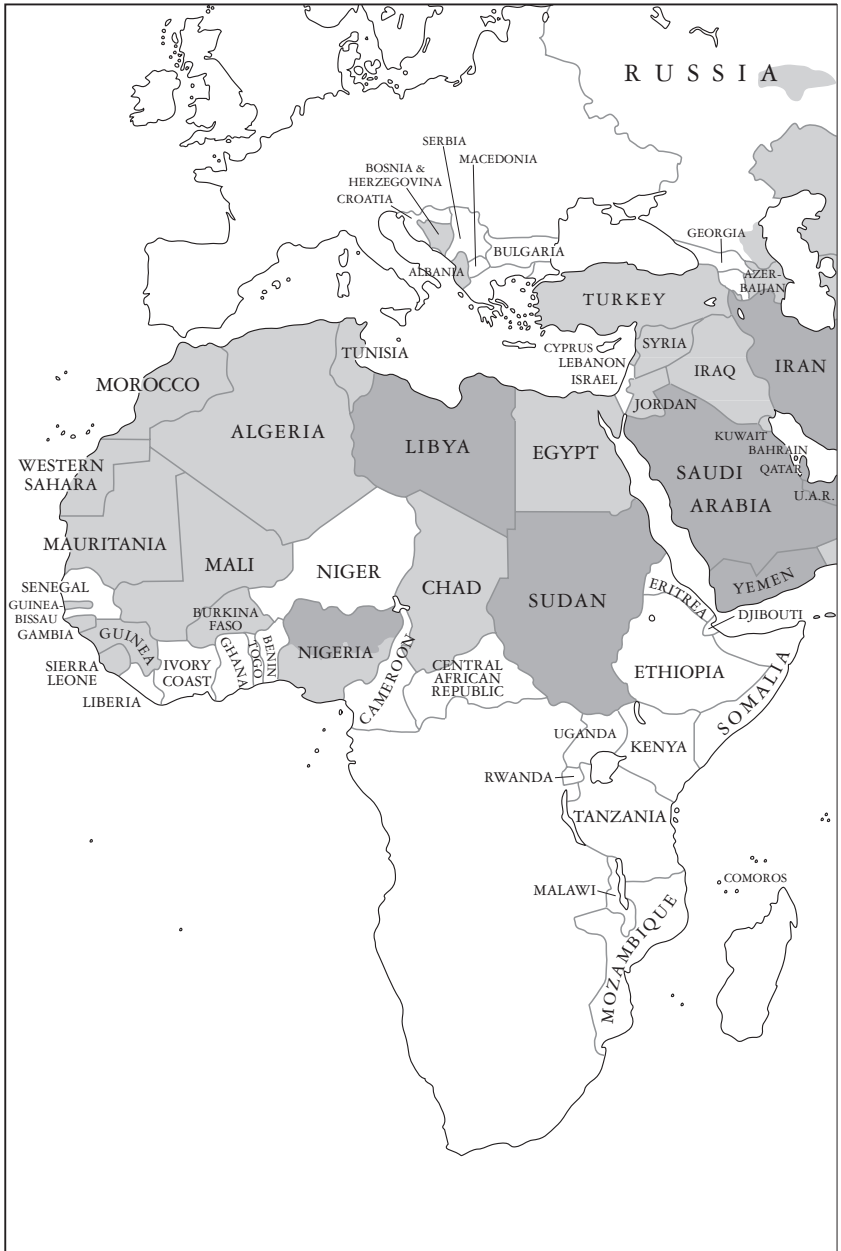 RUSSIA
SERBIA
MACEDONIA
BOSNIA &
HERZEGOVINA
CROATIA
GEORGIA
BULGARIA
ALBANIA
AZER-
BAIJAN
TURKEY
CYPRUS
SYRIA
TUNISIA
LEBANON
ISRAEL
IRAQ
IRAN
MOROCCO
JORDAN
ALGERIA
LIBYA
EGYPT
KUWAIT
BAHRAIN
QATAR
WESTERN
SAHARA
SAUDI
ARABIA
U.A.R.
MAURITANIA
MALI
NIGER
CHAD
SUDAN
YEMEN
ERITREA
SENEGAL
GUINEA-
BISSAU
GAMBIA
BURKINA
FASO
DJIBOUTI
GUINEA
BENIN
TOGO
GHANA
NIGERIA
SIERRA
LEONE
IVORY
COAST
CAMEROON
CENTRAL
AFRICAN
REPUBLIC
ETHIOPIA
SOMALIA
LIBERIA
UGANDA
KENYA
RWANDA
TANZANIA
MALAWI
COMOROS
MOZAMBIQUE